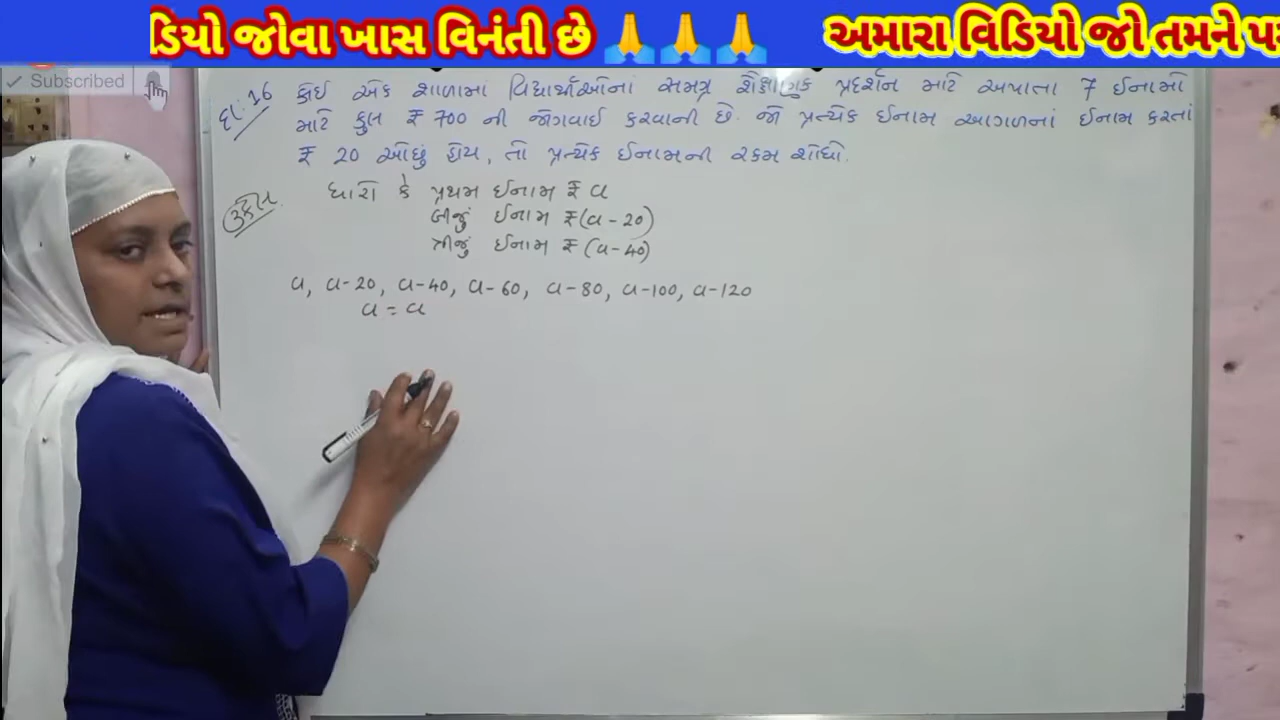 ડિયો જોવા ખાસ વિનંતી છે 🙏🙏🙏 અમારા વિડિયો જો તમને પસ
✓ Subscribed
દા:16 કોઈ એક શાળામાં વિદ્યાર્થીઓનાં સમગ્ર શૈક્ષણિક પ્રદર્શન માટે અપાતા 7 ઈનામો
માટે કુલ ₹ 700 ની જોગવાઈ કરવાની છે. જો પ્રત્યેક ઈનામ આગળનાં ઈનામ કરતાં
₹ 20 ઓછું હોય, તો પ્રત્યેક ઈનામની રકમ શોધો.
ઉકેલ. ધારો કે પ્રથમ ઈનામ ₹ a
બીજું ઈનામ ₹(a - 20)
ત્રીજું ઈનામ ₹ (a - 40)
a, a-20, a-40, a-60, a-80, a-100, a-120
a = a